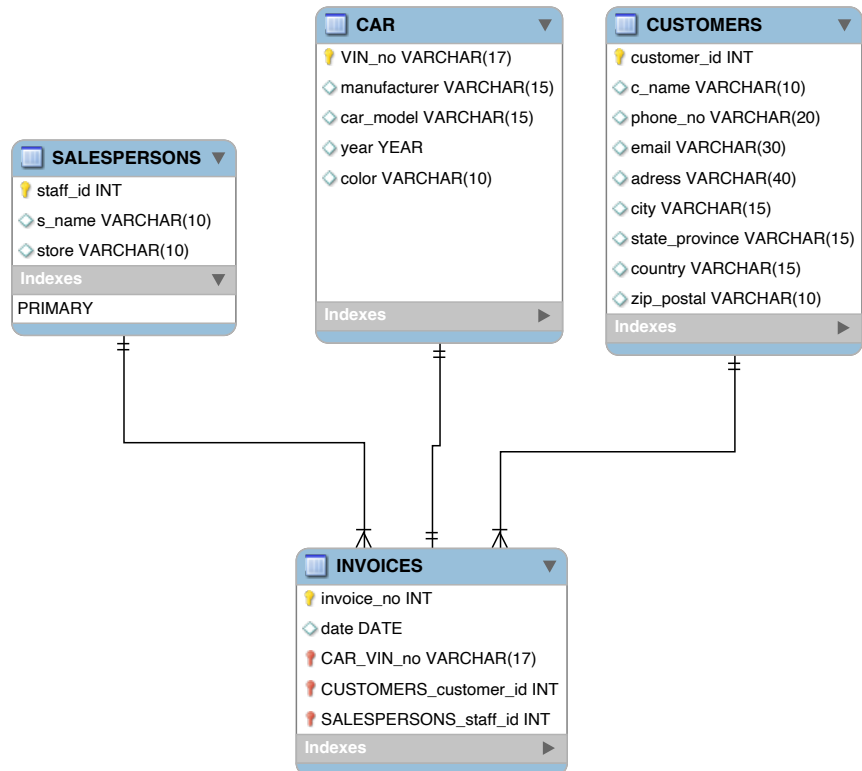 CAR
VIN_no VARCHAR(17)
manufacturer VARCHAR(15)
car_model VARCHAR(15)
year YEAR
color VARCHAR(10)
Indexes
CUSTOMERS
customer_id INT
c_name VARCHAR(10)
phone_no VARCHAR(20)
email VARCHAR(30)
adress VARCHAR(40)
city VARCHAR(15)
state_province VARCHAR(15)
country VARCHAR(15)
zip_postal VARCHAR(10)
Indexes
SALESPERSONS
staff_id INT
s_name VARCHAR(10)
store VARCHAR(10)
Indexes
PRIMARY
INVOICES
invoice_no INT
date DATE
CAR_VIN_no VARCHAR(17)
CUSTOMERS_customer_id INT
SALESPERSONS_staff_id INT
Indexes